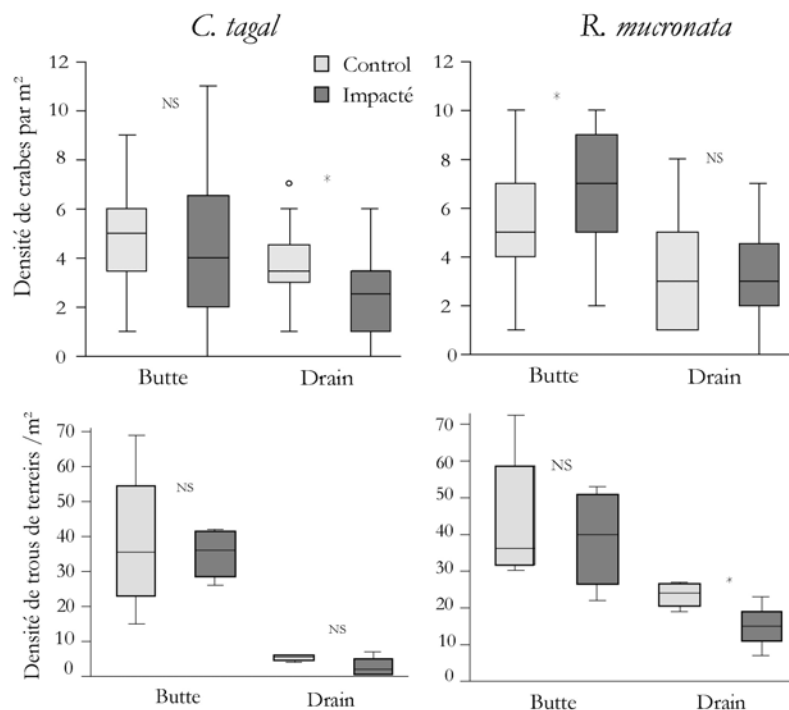 C. tagal
R. mucronata
Densité de crabes par m²
12
10
8
6
4
2
0
NS
*
Control
Impacté
Butte
Drain
12
10
8
6
4
2
0
*
NS
Butte
Drain
Densité de trous de terreirs /m²
70
60
50
40
30
20
10
0
NS
NS
Butte
Drain
70
60
50
40
30
20
10
0
NS
*
Butte
Drain